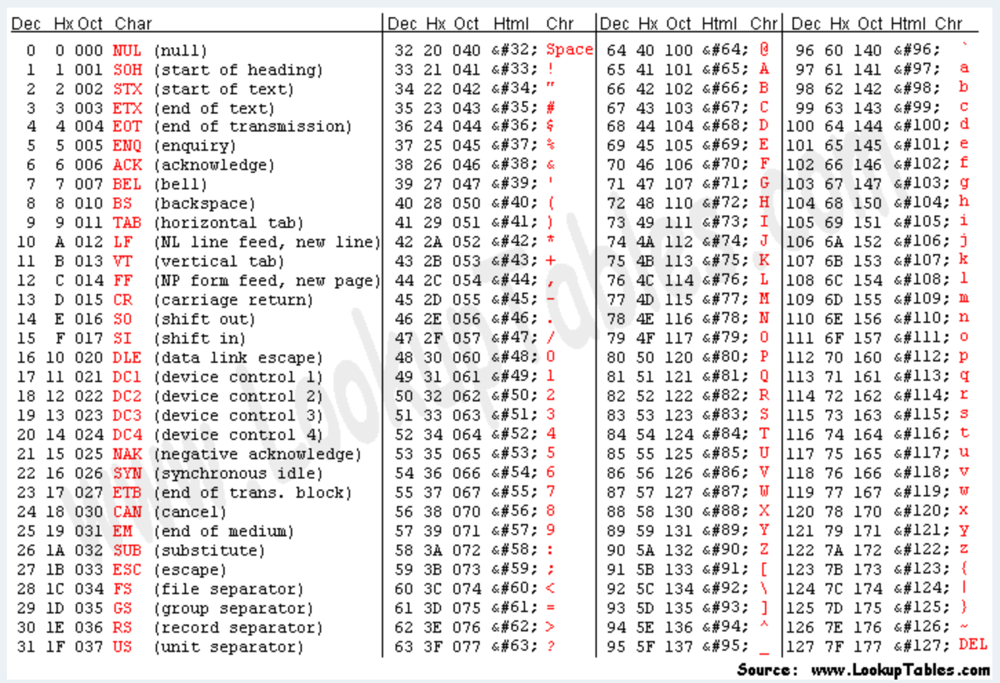 Dec Hx Oct Char Dec Hx Oct Html Chr Dec Hx Oct Html Chr Dec Hx Oct Html Chr
0 0 000 NUL (null) 32 20 040 &#32; Space 64 40 100 &#64; @ 96 60 140 &#96; `
1 1 001 SOH (start of heading) 33 21 041 &#33; ! 65 41 101 &#65; A 97 61 141 &#97; a
2 2 002 STX (start of text) 34 22 042 &#34; " 66 42 102 &#66; B 98 62 142 &#98; b
3 3 003 ETX (end of text) 35 23 043 &#35; # 67 43 103 &#67; C 99 63 143 &#99; c
4 4 004 EOT (end of transmission) 36 24 044 &#36; $ 68 44 104 &#68; D 100 64 144 &#100; d
5 5 005 ENQ (enquiry) 37 25 045 &#37; % 69 45 105 &#69; E 101 65 145 &#101; e
6 6 006 ACK (acknowledge) 38 26 046 &#38; & 70 46 106 &#70; F 102 66 146 &#102; f
7 7 007 BEL (bell) 39 27 047 &#39; ' 71 47 107 &#71; G 103 67 147 &#103; g
8 8 010 BS (backspace) 40 28 050 &#40; ( 72 48 110 &#72; H 104 68 150 &#104; h
9 9 011 TAB (horizontal tab) 41 29 051 &#41; ) 73 49 111 &#73; I 105 69 151 &#105; i
10 A 012 LF (NL line feed, new line) 42 2A 052 &#42; * 74 4A 112 &#74; J 106 6A 152 &#106; j
11 B 013 VT (vertical tab) 43 2B 053 &#43; + 75 4B 113 &#75; K 107 6B 153 &#107; k
12 C 014 FF (NP form feed, new page) 44 2C 054 &#44; , 76 4C 114 &#76; L 108 6C 154 &#108; l
13 D 015 CR (carriage return) 45 2D 055 &#45; - 77 4D 115 &#77; M 109 6D 155 &#109; m
14 E 016 SO (shift out) 46 2E 056 &#46; . 78 4E 116 &#78; N 110 6E 156 &#110; n
15 F 017 SI (shift in) 47 2F 057 &#47; / 79 4F 117 &#79; O 111 6F 157 &#111; o
16 10 020 DLE (data link escape) 48 30 060 &#48; 0 80 50 120 &#80; P 112 70 160 &#112; p
17 11 021 DC1 (device control 1) 49 31 061 &#49; 1 81 51 121 &#81; Q 113 71 161 &#113; q
18 12 022 DC2 (device control 2) 50 32 062 &#50; 2 82 52 122 &#82; R 114 72 162 &#114; r
19 13 023 DC3 (device control 3) 51 33 063 &#51; 3 83 53 123 &#83; S 115 73 163 &#115; s
20 14 024 DC4 (device control 4) 52 34 064 &#52; 4 84 54 124 &#84; T 116 74 164 &#116; t
21 15 025 NAK (negative acknowledge) 53 35 065 &#53; 5 85 55 125 &#85; U 117 75 165 &#117; u
22 16 026 SYN (synchronous idle) 54 36 066 &#54; 6 86 56 126 &#86; V 118 76 166 &#118; v
23 17 027 ETB (end of trans. block) 55 37 067 &#55; 7 87 57 127 &#87; W 119 77 167 &#119; w
24 18 030 CAN (cancel) 56 38 070 &#56; 8 88 58 130 &#88; X 120 78 170 &#120; x
25 19 031 EM (end of medium) 57 39 071 &#57; 9 89 59 131 &#89; Y 121 79 171 &#121; y
26 1A 032 SUB (substitute) 58 3A 072 &#58; : 90 5A 132 &#90; Z 122 7A 172 &#122; z
27 1B 033 ESC (escape) 59 3B 073 &#59; ; 91 5B 133 &#91; [ 123 7B 173 &#123; {
28 1C 034 FS (file separator) 60 3C 074 &#60; < 92 5C 134 &#92; \ 124 7C 174 &#124; |
29 1D 035 GS (group separator) 61 3D 075 &#61; = 93 5D 135 &#93; ] 125 7D 175 &#125; }
30 1E 036 RS (record separator) 62 3E 076 &#62; > 94 5E 136 &#94; ^ 126 7E 176 &#126; ~
31 1F 037 US (unit separator) 63 3F 077 &#63; ? 95 5F 137 &#95; _ 127 7F 177 &#127; DEL
Source: www.LookupTables.com
www.LookupTables.com